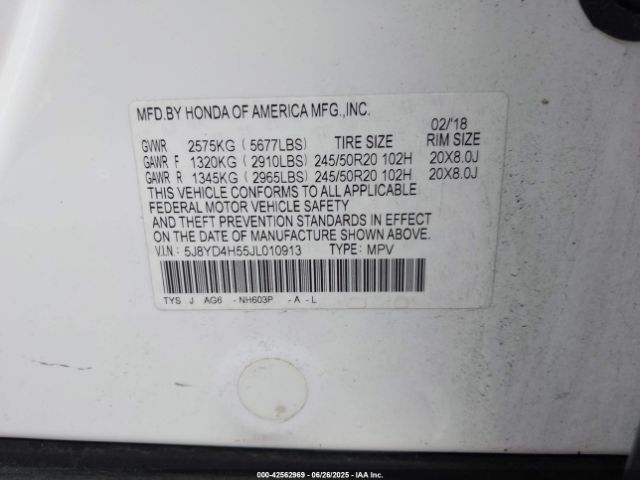 MFD.BY HONDA OF AMERICA MFG.,INC.
02/'18
GVWR 2575KG ( 5677LBS) TIRE SIZE RIM SIZE
GAWR F 1320KG ( 2910LBS) 245/50R20 102H 20X8.0J
GAWR R 1345KG ( 2965LBS) 245/50R20 102H 20X8.0J
THIS VEHICLE CONFORMS TO ALL APPLICABLE
FEDERAL MOTOR VEHICLE SAFETY
AND THEFT PREVENTION STANDARDS IN EFFECT
ON THE DATE OF MANUFACTURE SHOWN ABOVE.
V.I.N.: 5J8YD4H55JL010913 TYPE: MPV
TYS J AG6 -NH603P -A-L
000-42562969 - 06/26/2025 - ©IAA Inc.